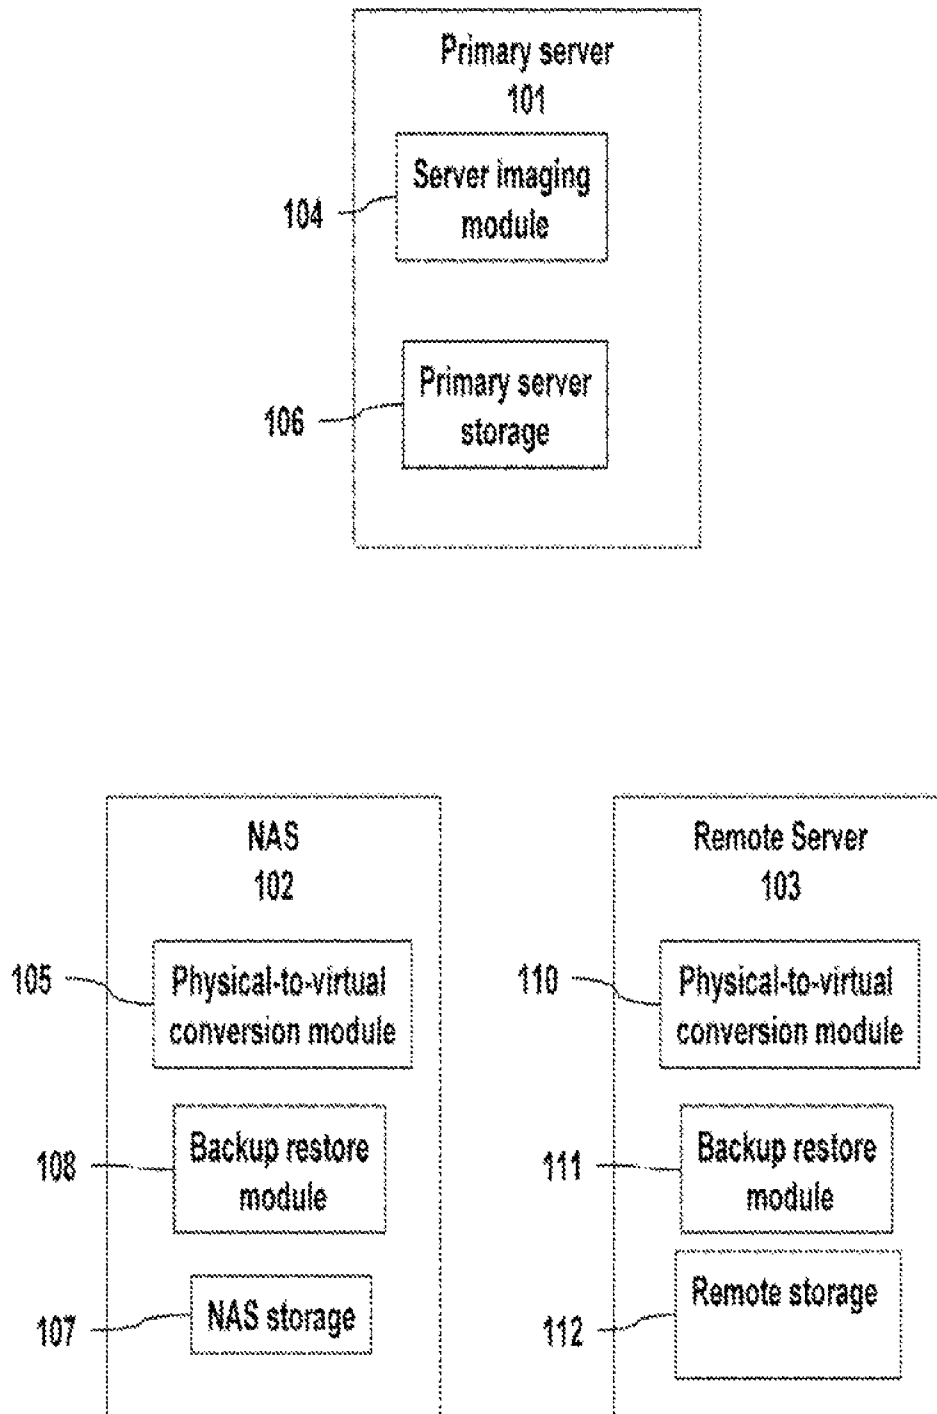 Primary server
101
Server imaging
module
104
Primary server
storage
106
NAS
102
Physical-to-virtual
conversion module
105
Backup restore
module
108
NAS storage
107
Remote Server
103
Physical-to-virtual
conversion module
110
Backup restore
module
111
Remote storage
112